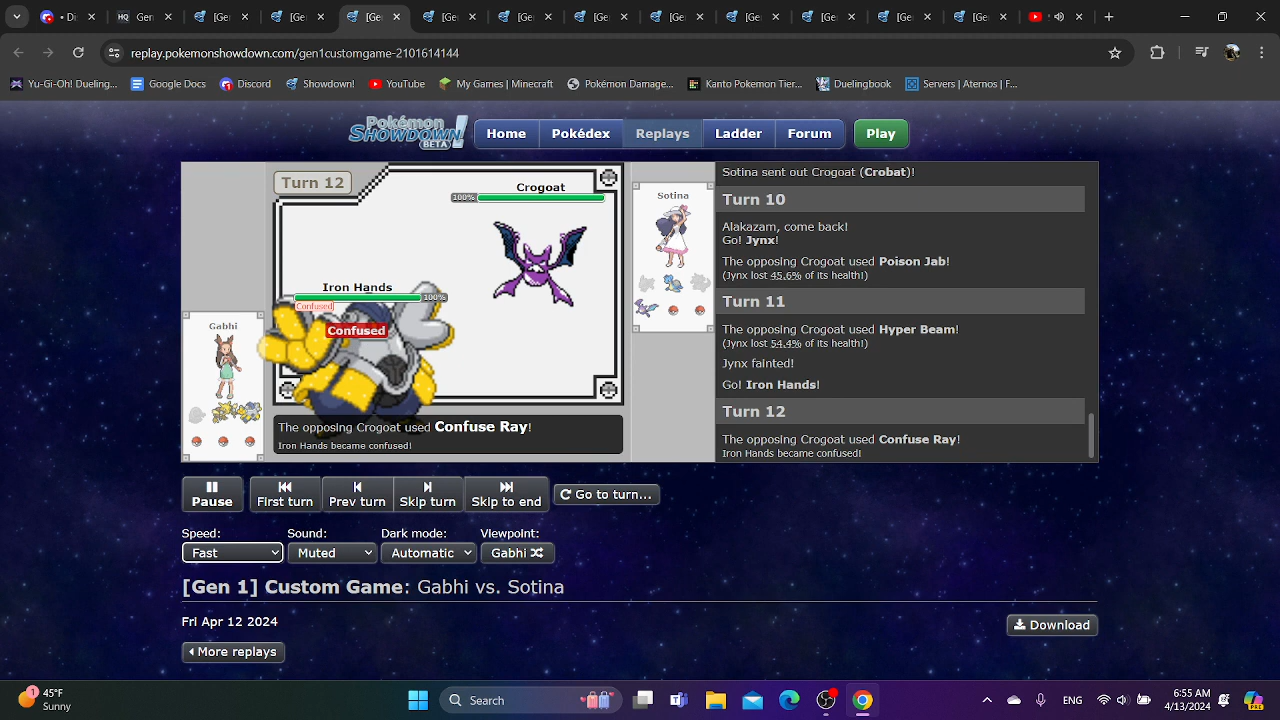 Di
HQ
Ge
[Ge
[Ge
[Ge
[Ge
[Ge
[Ge
[Ge
[Ge
[Ge
[Ge
replay.pokemonshowdown.com/gen1customgame-2101614144
Yu-Gi-Oh! Dueling...
Google Docs
Discord
Showdown!
YouTube
My Games | Minecraft
Pokémon Damage...
Kanto Pokemon Tier...
Duelingbook
Servers | Aternos | F...
Pokémon
SHOWDOWN!
BETA
Home
Pokédex
Replays
Ladder
Forum
Play
Turn 12
Crogoat
100%
Iron Hands
100%
Confused
Confused
Gabhi
Sotina
The opposing Crogoat used Confuse Ray!
Iron Hands became confused!
Sotina sent out Crogoat (Crobat)!
Turn 10
Alakazam, come back!
Go! Jynx!
The opposing Crogoat used Poison Jab!
(Jynx lost 45.6% of its health!)
Turn 11
The opposing Crogoat used Hyper Beam!
(Jynx lost 54.4% of its health!)
Jynx fainted!
Go! Iron Hands!
Turn 12
The opposing Crogoat used Confuse Ray!
Iron Hands became confused!
Pause
First turn
Prev turn
Skip turn
Skip to end
Go to turn...
Speed:
Sound:
Dark mode:
Viewpoint:
Fast
Muted
Automatic
Gabhi
[Gen 1] Custom Game: Gabhi vs. Sotina
Fri Apr 12 2024
Download
More replays
1
45°F
Sunny
Search
ENG
6:55 AM
4/13/2024
PRE